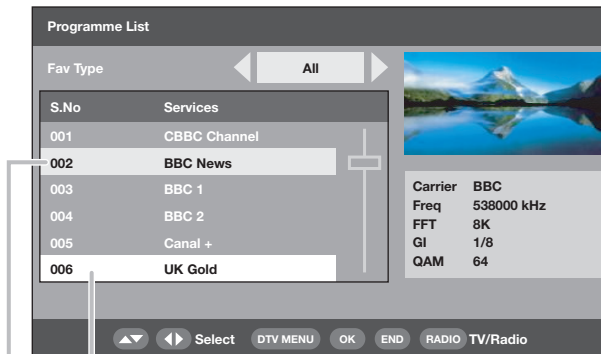 Programme List
Fav Type All
S.No Services
001 CBBC Channel
002 BBC News
003 BBC 1
004 BBC 2
005 Canal +
006 UK Gold
Carrier BBC
Freq 538000 kHz
FFT 8K
GI 1/8
QAM 64
Select DTV MENU OK END RADIO TV/Radio